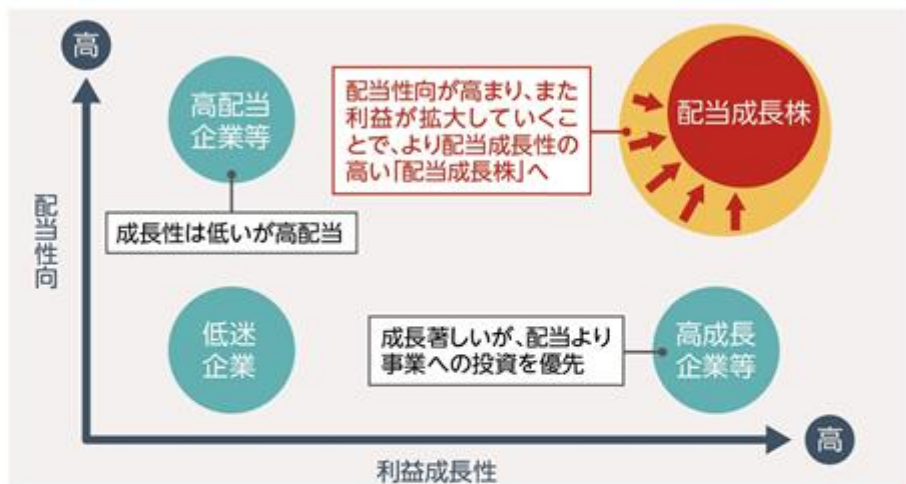 高
高配当
企業等
配当性向が高まり、また
利益が拡大していくこ
とで、より配当成長性の
高い「配当成長株」へ
配当成長株
成長性は低いが高配当
配当性向
低迷
企業
成長著しいが、配当より
事業への投資を優先
高成長
企業等
高
利益成長性